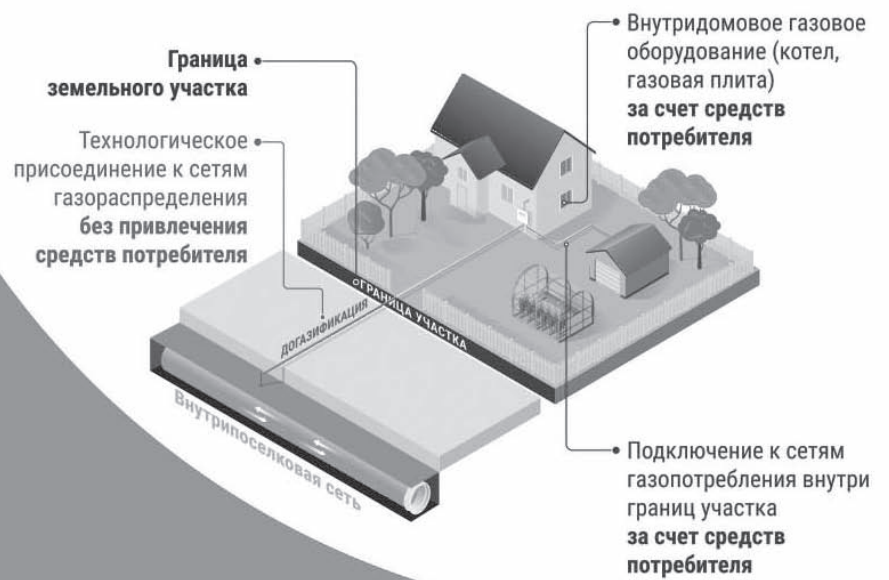 Граница
земельного участка
Технологическое
присоединение к сетям
газораспределения
без привлечения
средств потребителя
Внутридомовое газовое
оборудование (котел,
газовая плита)
за счет средств
потребителя
ГРАНИЦА УЧАСТКА
ДОГАЗИФИКАЦИЯ
Внутрипоселковая сеть
Подключение к сетям
газопотребления внутри
границ участка
за счет средств
потребителя